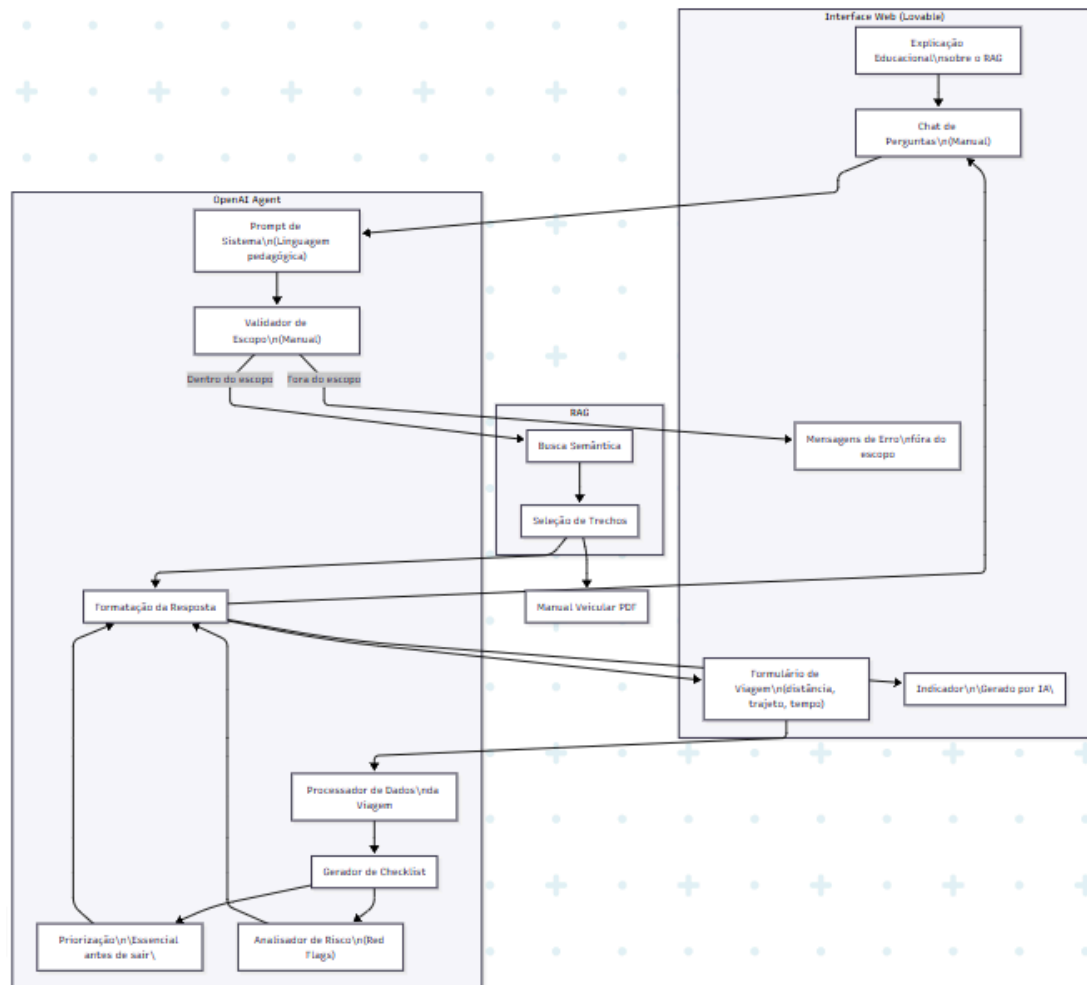 Interface Web (Lovable)
Explicação
Educacional\nsobre o RAG
Chat de
Perguntas\n(Manual)
OpenAI Agent
Prompt de
Sistema\n(Linguagem
pedagógica)
Validador de
Escopo\n(Manual)
Dentro do escopo
Fora do escopo
RAG
Busca Semântica
Mensagens de Erro\nfóra do
escopo
Seleção de Trechos
Formatação da Resposta
Manual Veicular PDF
Formulário de
Viagem\n(distância,
trajeto, tempo)
Indicador\n\Gerado por IA\
Processador de Dados\nda
Viagem
Gerador de Checklist
Priorização\n\Essencial
antes de sair\
Analisador de Risco\n(Red
Flags)